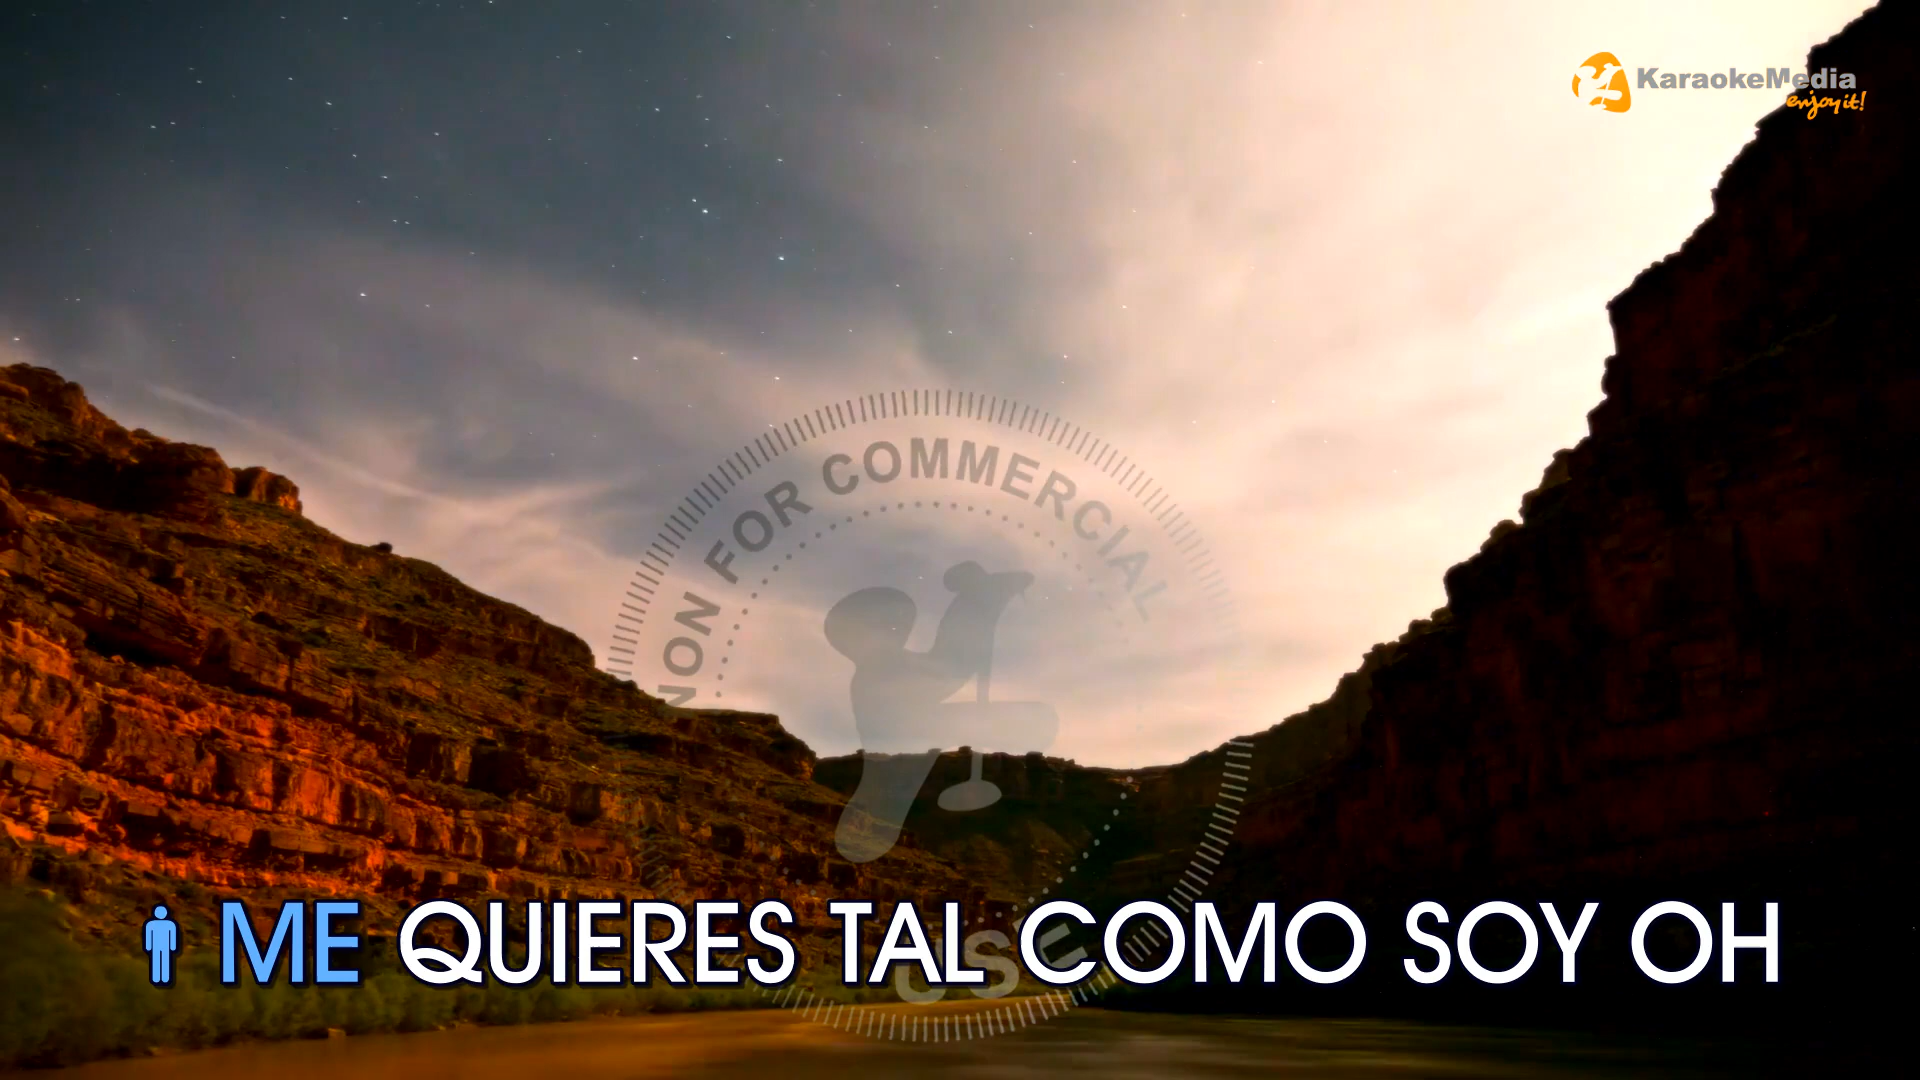 KaraokeMedia
enjoy it!
NON FOR COMMERCIAL
USE
ME QUIERES TAL COMO SOY OH